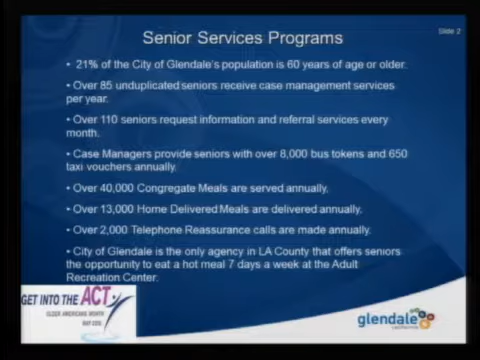 Slide 2
Senior Services Programs
• 21% of the City of Glendale's population is 60 years of age or older.
• Over 85 unduplicated seniors receive case management services
per year.
• Over 110 seniors request information and referral services every
month.
• Case Managers provide seniors with over 8,000 bus tokens and 650
taxi vouchers annually.
• Over 40,000 Congregate Meals are served annually.
• Over 13,000 Home Delivered Meals are delivered annually.
• Over 2,000 Telephone Reassurance calls are made annually.
• City of Glendale is the only agency in LA County that offers seniors
the opportunity to eat a hot meal 7 days a week at the Adult
Recreation Center.
GET INTO THE ACT
OLDER AMERICANS MONTH
MAY
glendale
california